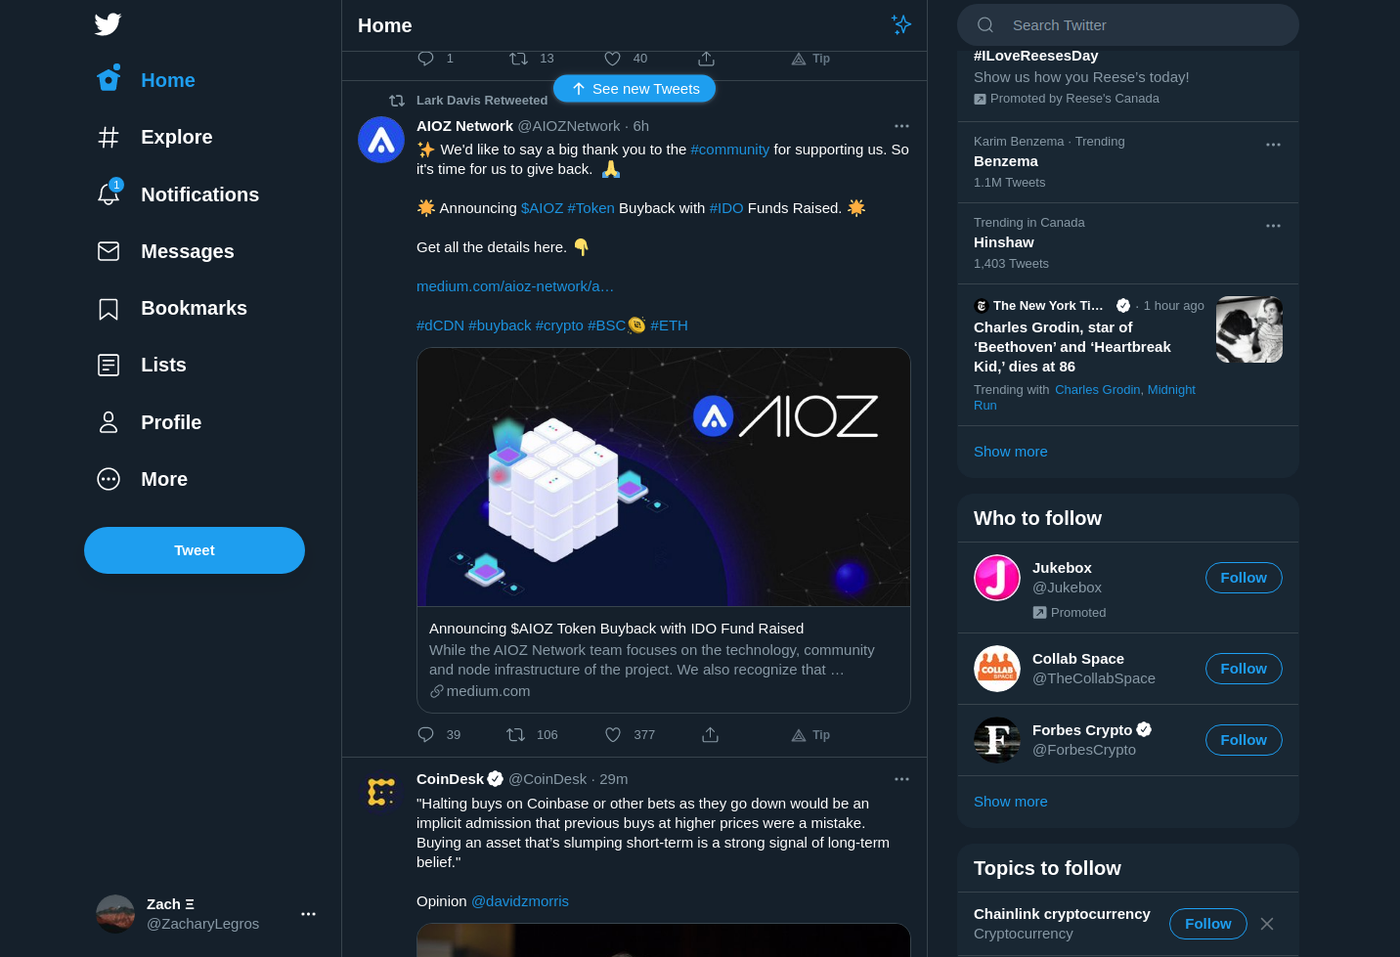 Home
Explore
1
Notifications
Messages
Bookmarks
Lists
Profile
More
Tweet
Zach Ξ
@ZacharyLegros
Home
1 13 40 Tip
See new Tweets
Lark Davis Retweeted
AIOZ Network @AIOZNetwork · 6h
✨ We'd like to say a big thank you to the #community for supporting us. So
it's time for us to give back. 🙏
🌟 Announcing $AIOZ #Token Buyback with #IDO Funds Raised. 🌟
Get all the details here. 👇
medium.com/aioz-network/a…
#dCDN #buyback #crypto #BSC #ETH
AIOZ
Announcing $AIOZ Token Buyback with IDO Fund Raised
While the AIOZ Network team focuses on the technology, community
and node infrastructure of the project. We also recognize that …
medium.com
39 106 377 Tip
CoinDesk @CoinDesk · 29m
"Halting buys on Coinbase or other bets as they go down would be an
implicit admission that previous buys at higher prices were a mistake.
Buying an asset that's slumping short-term is a strong signal of long-term
belief."
Opinion @davidzmorris
Search Twitter
#ILoveReesesDay
Show us how you Reese's today!
Promoted by Reese's Canada
Karim Benzema · Trending
Benzema
1.1M Tweets
Trending in Canada
Hinshaw
1,403 Tweets
The New York Ti… · 1 hour ago
Charles Grodin, star of
‘Beethoven’ and ‘Heartbreak
Kid,’ dies at 86
Trending with Charles Grodin, Midnight
Run
Show more
Who to follow
J
Jukebox
@Jukebox
Promoted
Follow
COLLAB
SPACE
Collab Space
@TheCollabSpace
Follow
F
Forbes Crypto
@ForbesCrypto
Follow
Show more
Topics to follow
Chainlink cryptocurrency
Cryptocurrency
Follow